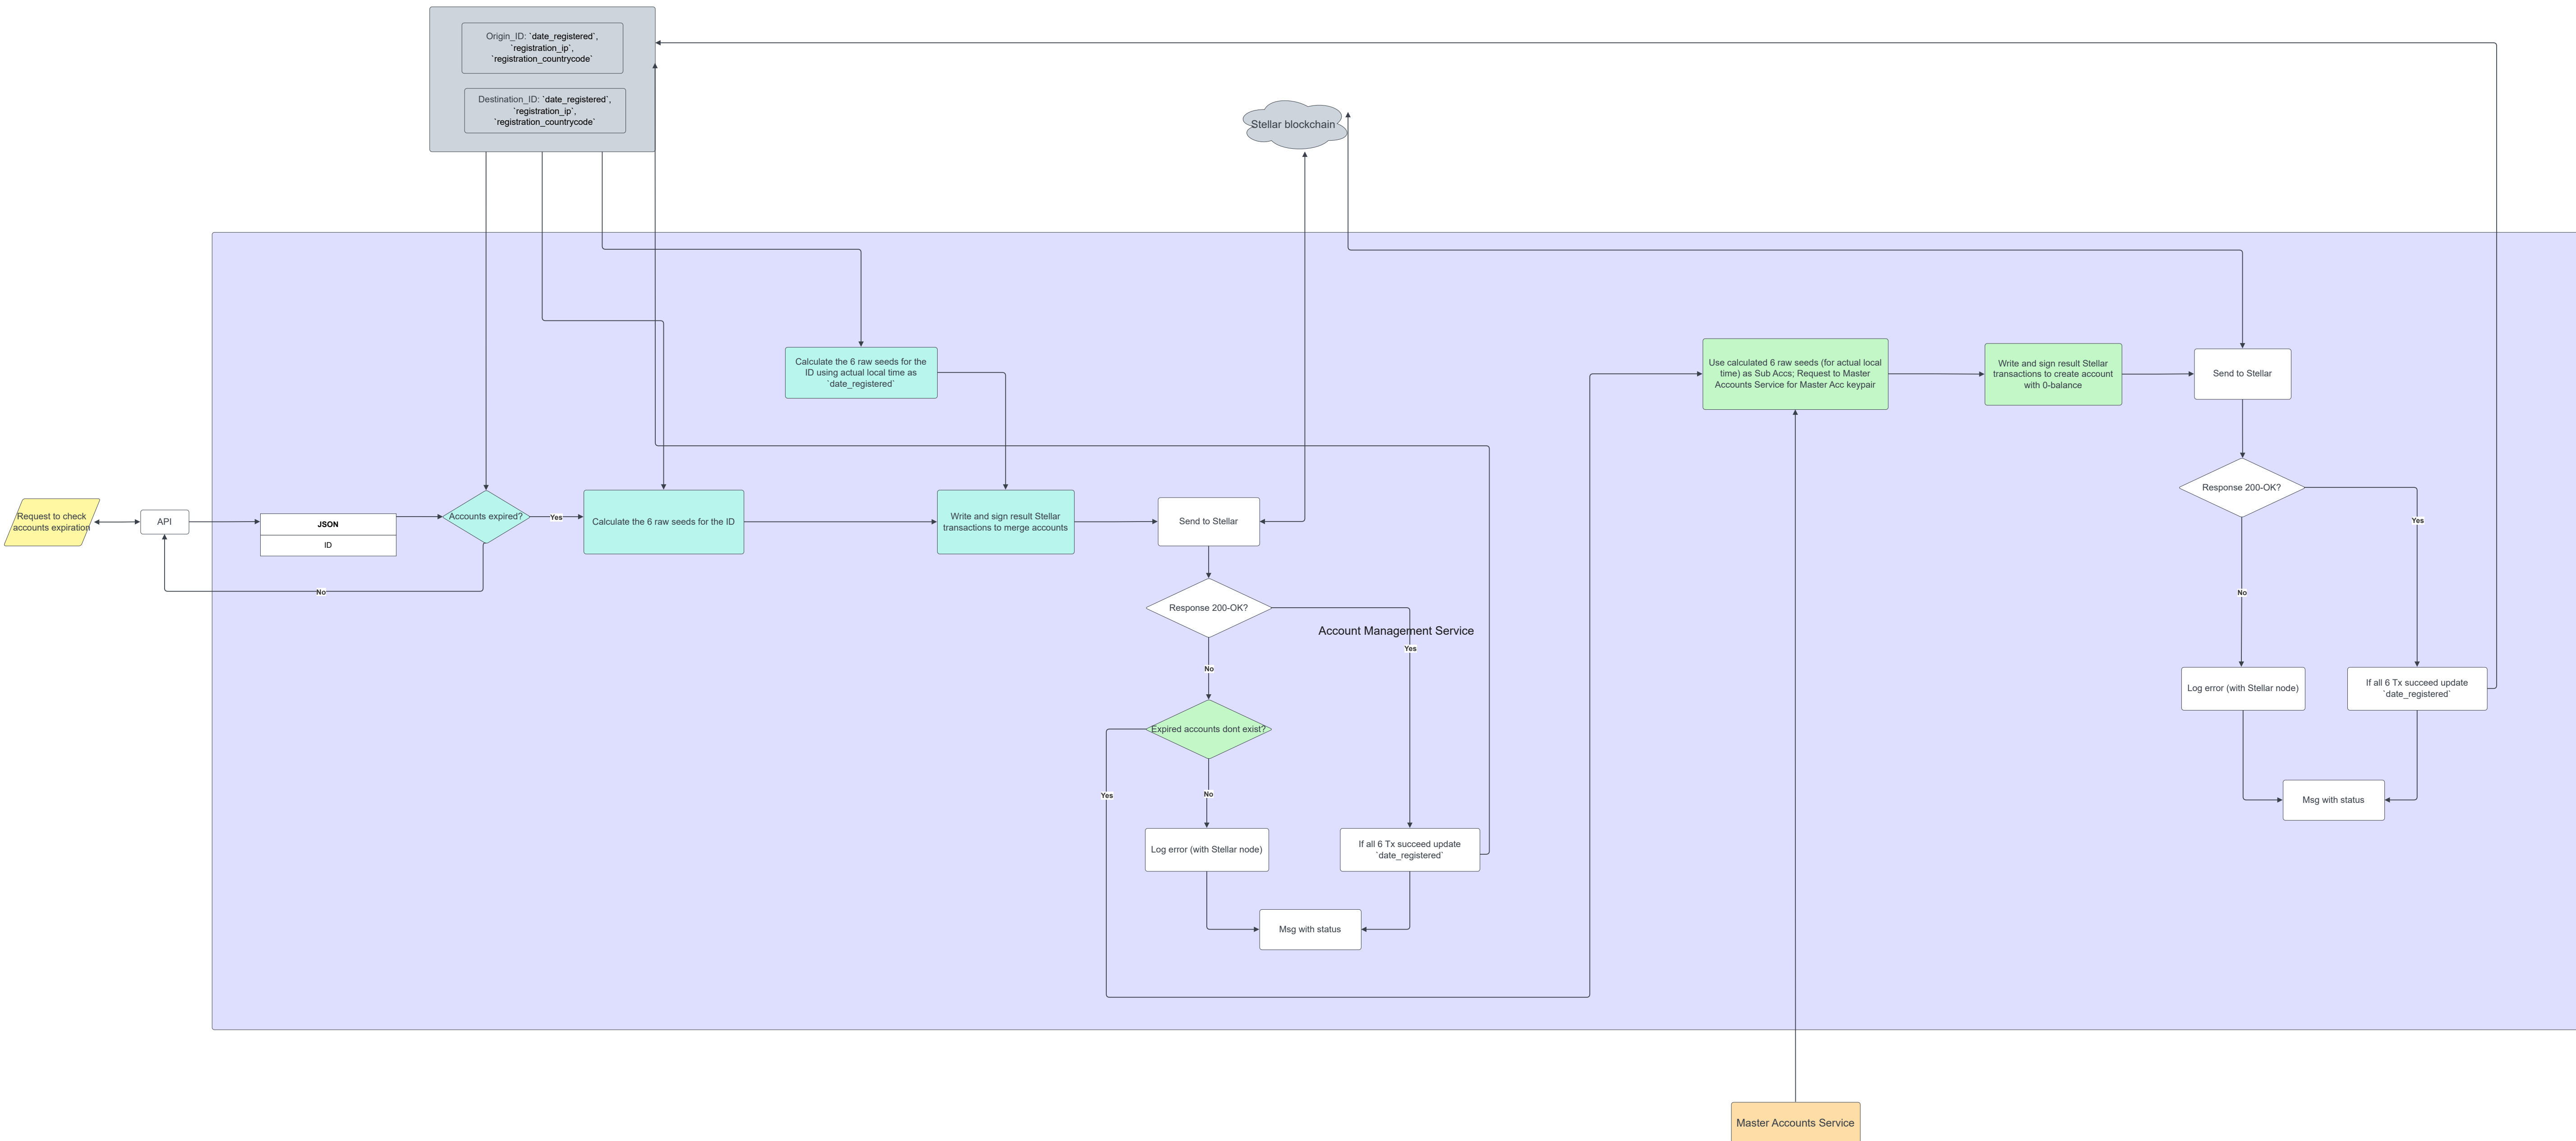 Origin_ID: `date_registered`,
`registration_ip`,
`registration_countrycode`
Destination_ID: `date_registered`,
`registration_ip`,
`registration_countrycode`
Stellar blockchain
Calculate the 6 raw seeds for the
ID using actual local time as
`date_registered`
Use calculated 6 raw seeds (for actual local
time) as Sub Accs; Request to Master
Accounts Service for Master Acc keypair
Write and sign result Stellar
transactions to create account
with 0-balance
Send to Stellar
Request to check
accounts expiration
API
JSON
ID
Accounts expired?
Yes
No
Calculate the 6 raw seeds for the ID
Write and sign result Stellar
transactions to merge accounts
Send to Stellar
Response 200-OK?
Yes
No
Response 200-OK?
Account Management Service
Yes
No
Expired accounts dont exist?
Yes
No
Log error (with Stellar node)
If all 6 Tx succeed update
`date_registered`
Msg with status
Log error (with Stellar node)
If all 6 Tx succeed update
`date_registered`
Msg with status
Master Accounts Service